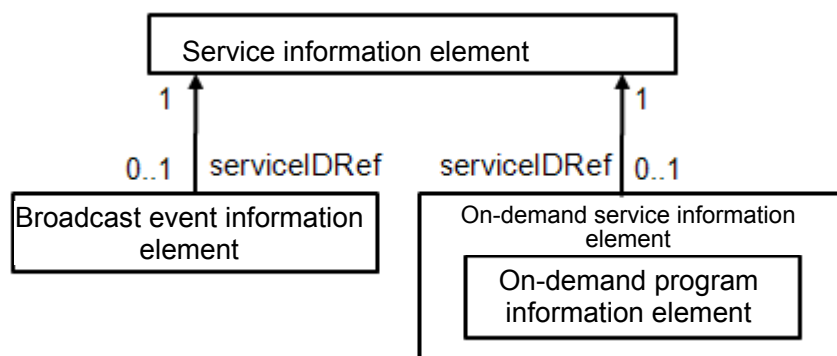 Service information element
1
1
0..1
serviceIDRef
serviceIDRef
0..1
Broadcast event information
element
On-demand service information
element
On-demand program
information element